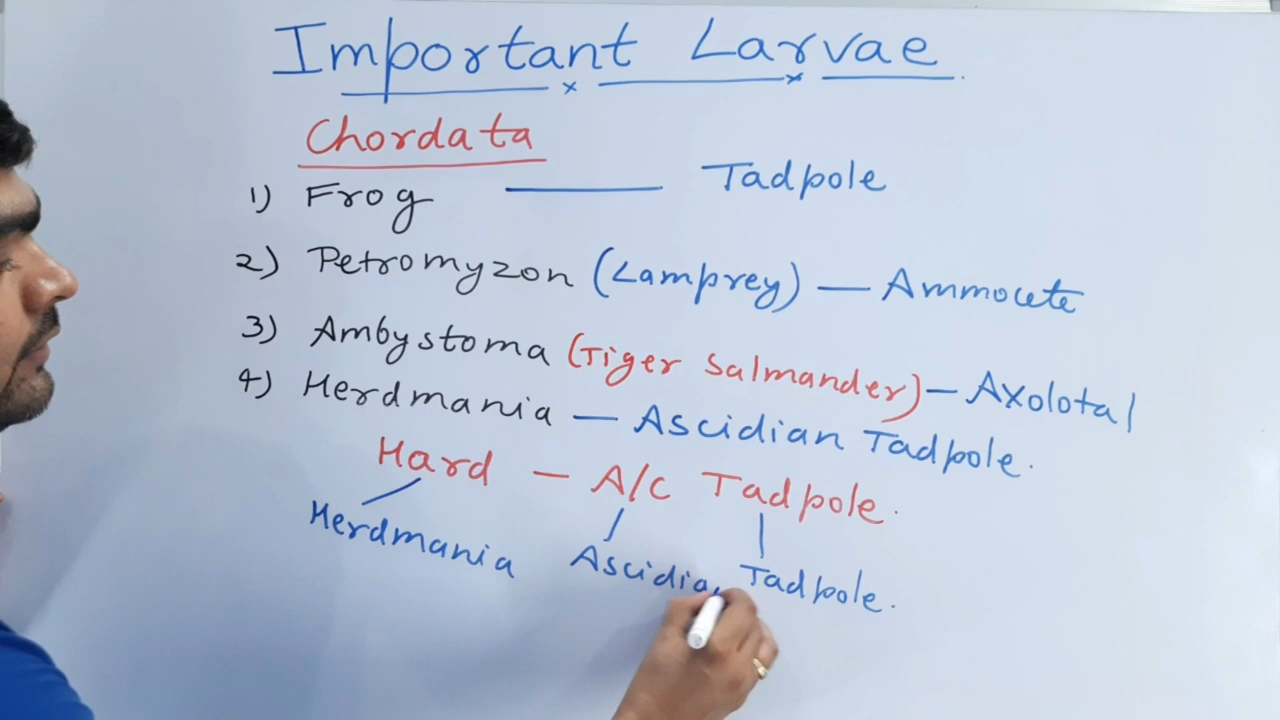 Important Larvae
Chordata
1) Frog — Tadpole
2) Petromyzon (Lamprey) — Ammocete
3) Ambystoma (Tiger Salmander) — Axolotal
4) Herdmania — Ascidian Tadpole.
Hard — A/C Tadpole.
Herdmania Ascidian Tadpole.